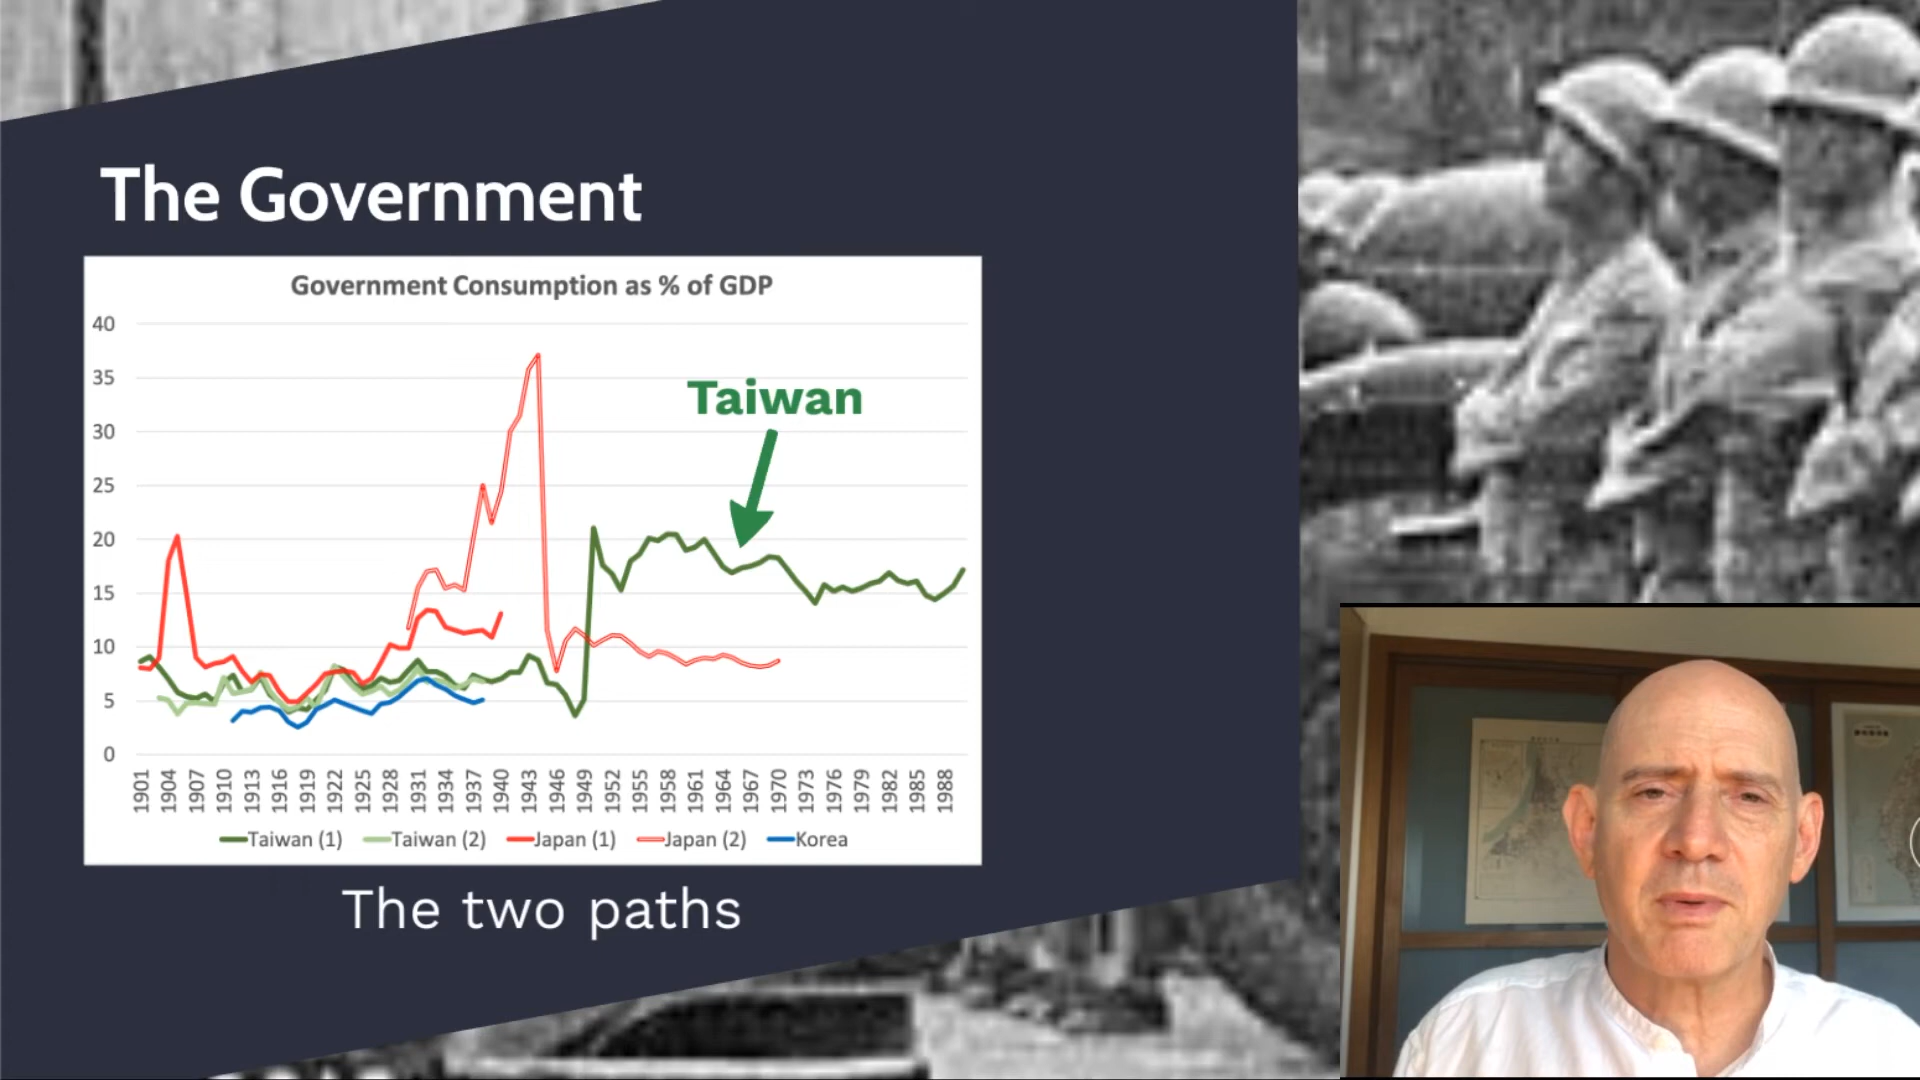 The Government
Government Consumption as % of GDP
40
35
30
25
20
15
10
5
0
Taiwan
1901 1904 1907 1910 1913 1916 1919 1922 1925 1928 1931 1934 1937 1940 1943 1946 1949 1952 1955 1958 1961 1964 1967 1970 1973 1976 1979 1982 1985 1988
Taiwan (1) Taiwan (2) Japan (1) Japan (2) Korea
The two paths